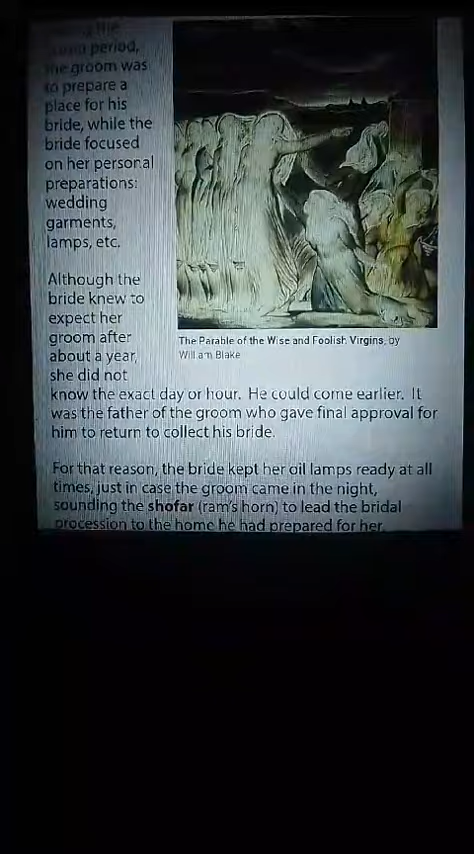 the
period,
the groom was
to prepare a
place for his
bride, while the
bride focused
on her personal
preparations:
wedding
garments,
lamps, etc.
Although the
bride knew to
expect her
groom after
about a year,
she did not
know the exact day or hour. He could come earlier. It
was the father of the groom who gave final approval for
him to return to collect his bride.
The Parable of the Wise and Foolish Virgins, by
William Blake
For that reason, the bride kept her oil lamps ready at all
times, just in case the groom came in the night,
sounding the shofar (ram's horn) to lead the bridal
procession to the home he had prepared for her.